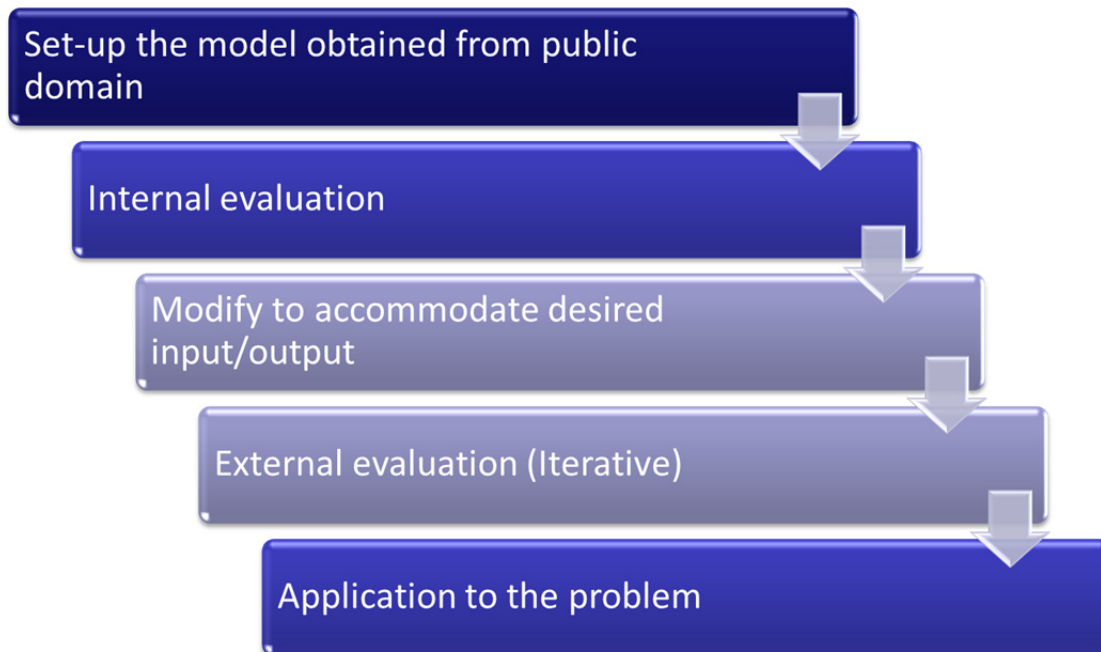 Set-up the model obtained from public
domain
Internal evaluation
Modify to accommodate desired
input/output
External evaluation (Iterative)
Application to the problem